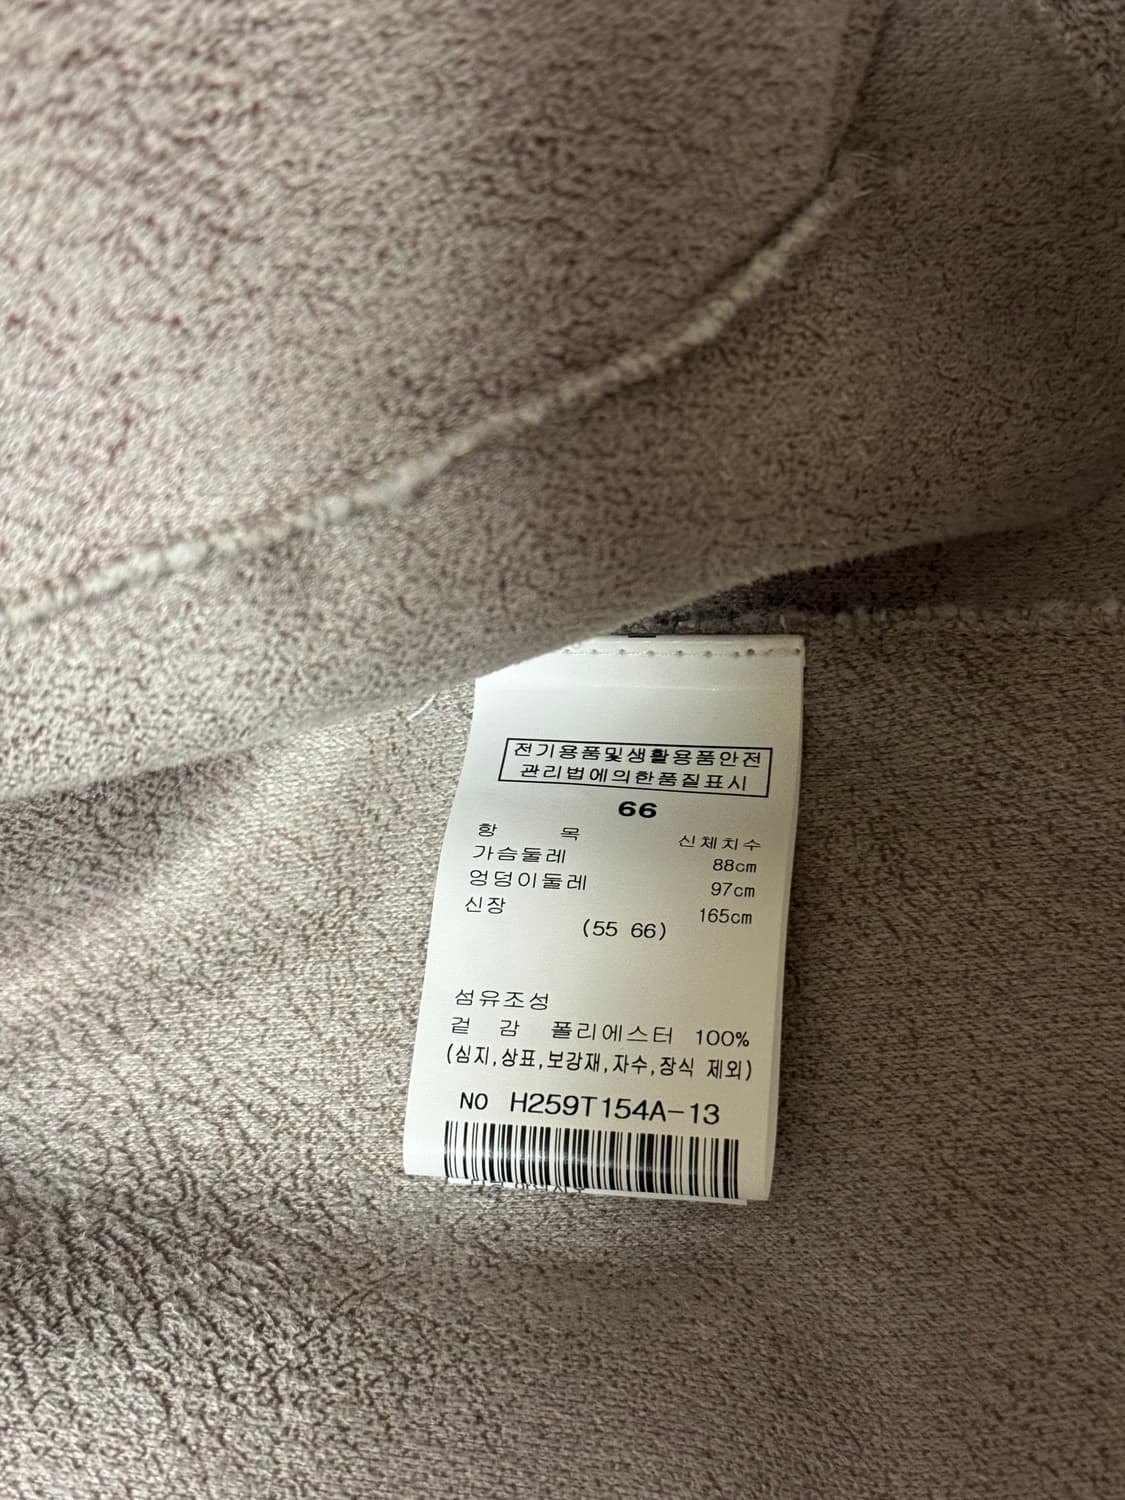 전기용품및생활용품안전
관리법에의한품질표시
66
항 목 신체치수
가슴둘레 88cm
엉덩이둘레 97cm
신장 165cm
(55 66)
섬유조성
겉 감 폴리에스터 100%
(심지,상표,보강재,자수,장식 제외)
NO H259T154A-13